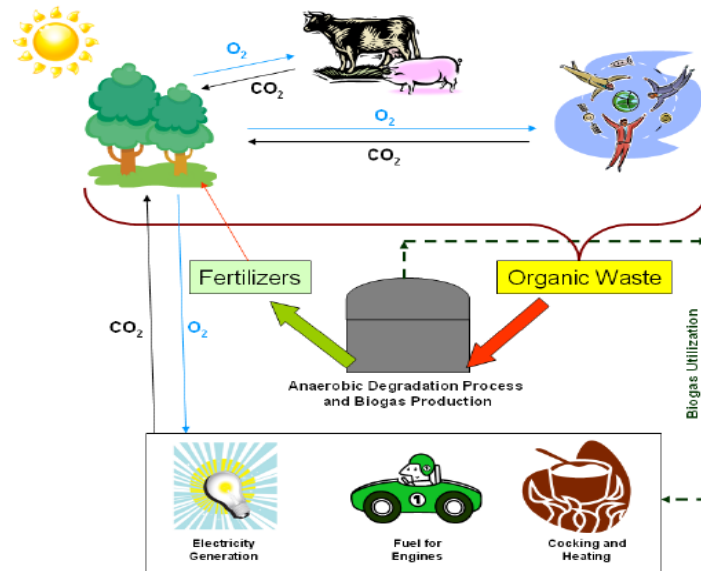 O₂
CO₂
O₂
CO₂
Fertilizers
Organic Waste
CO₂
O₂
Anaerobic Degradation Process
and Biogas Production
Biogas Utilization
1
Electricity
Generation
Fuel for
Engines
Cocking and
Heating